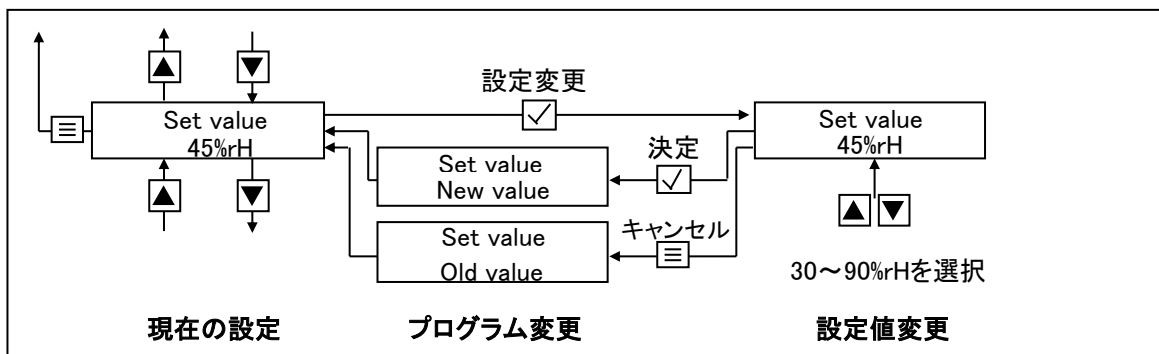 設定変更
Set value
45%rH
Set value
45%rH
決定
Set value
New value
キャンセル
Set value
Old value
30～90%rHを選択
現在の設定
プログラム変更
設定値変更